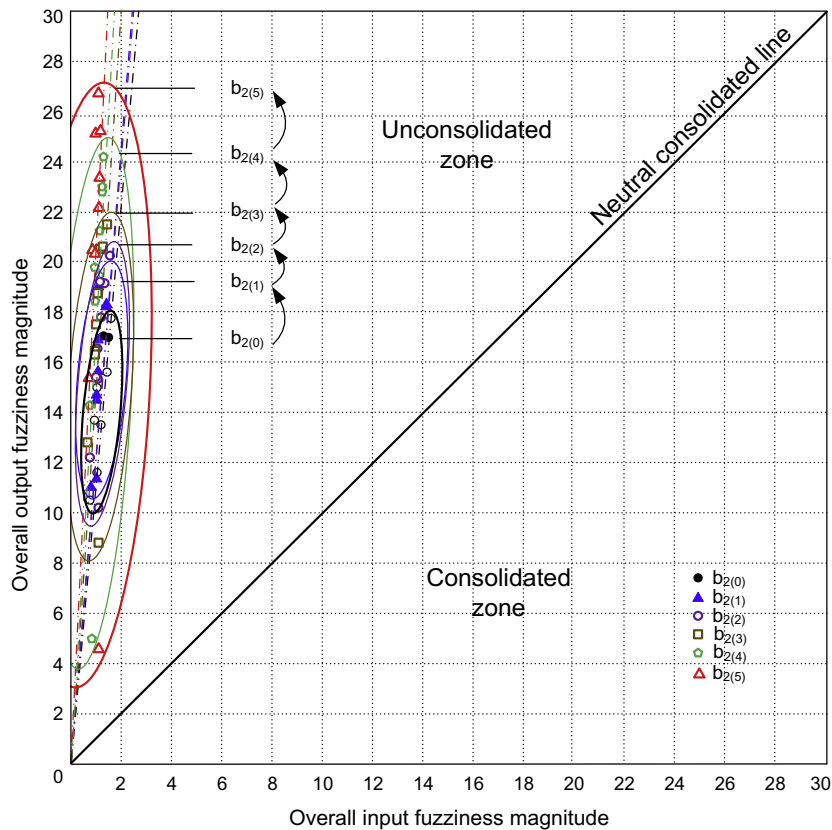 30
28
26
24
22
20
18
16
14
12
10
8
6
4
2
0
2
4
6
8
10
12
14
16
18
20
22
24
26
28
30
Overall output fuzziness magnitude
Overall input fuzziness magnitude
b2(5)
b2(4)
b2(3)
b2(2)
b2(1)
b2(0)
Unconsolidated
zone
Neutral consolidated line
Consolidated
zone
b2(0)
b2(1)
b2(2)
b2(3)
b2(4)
b2(5)